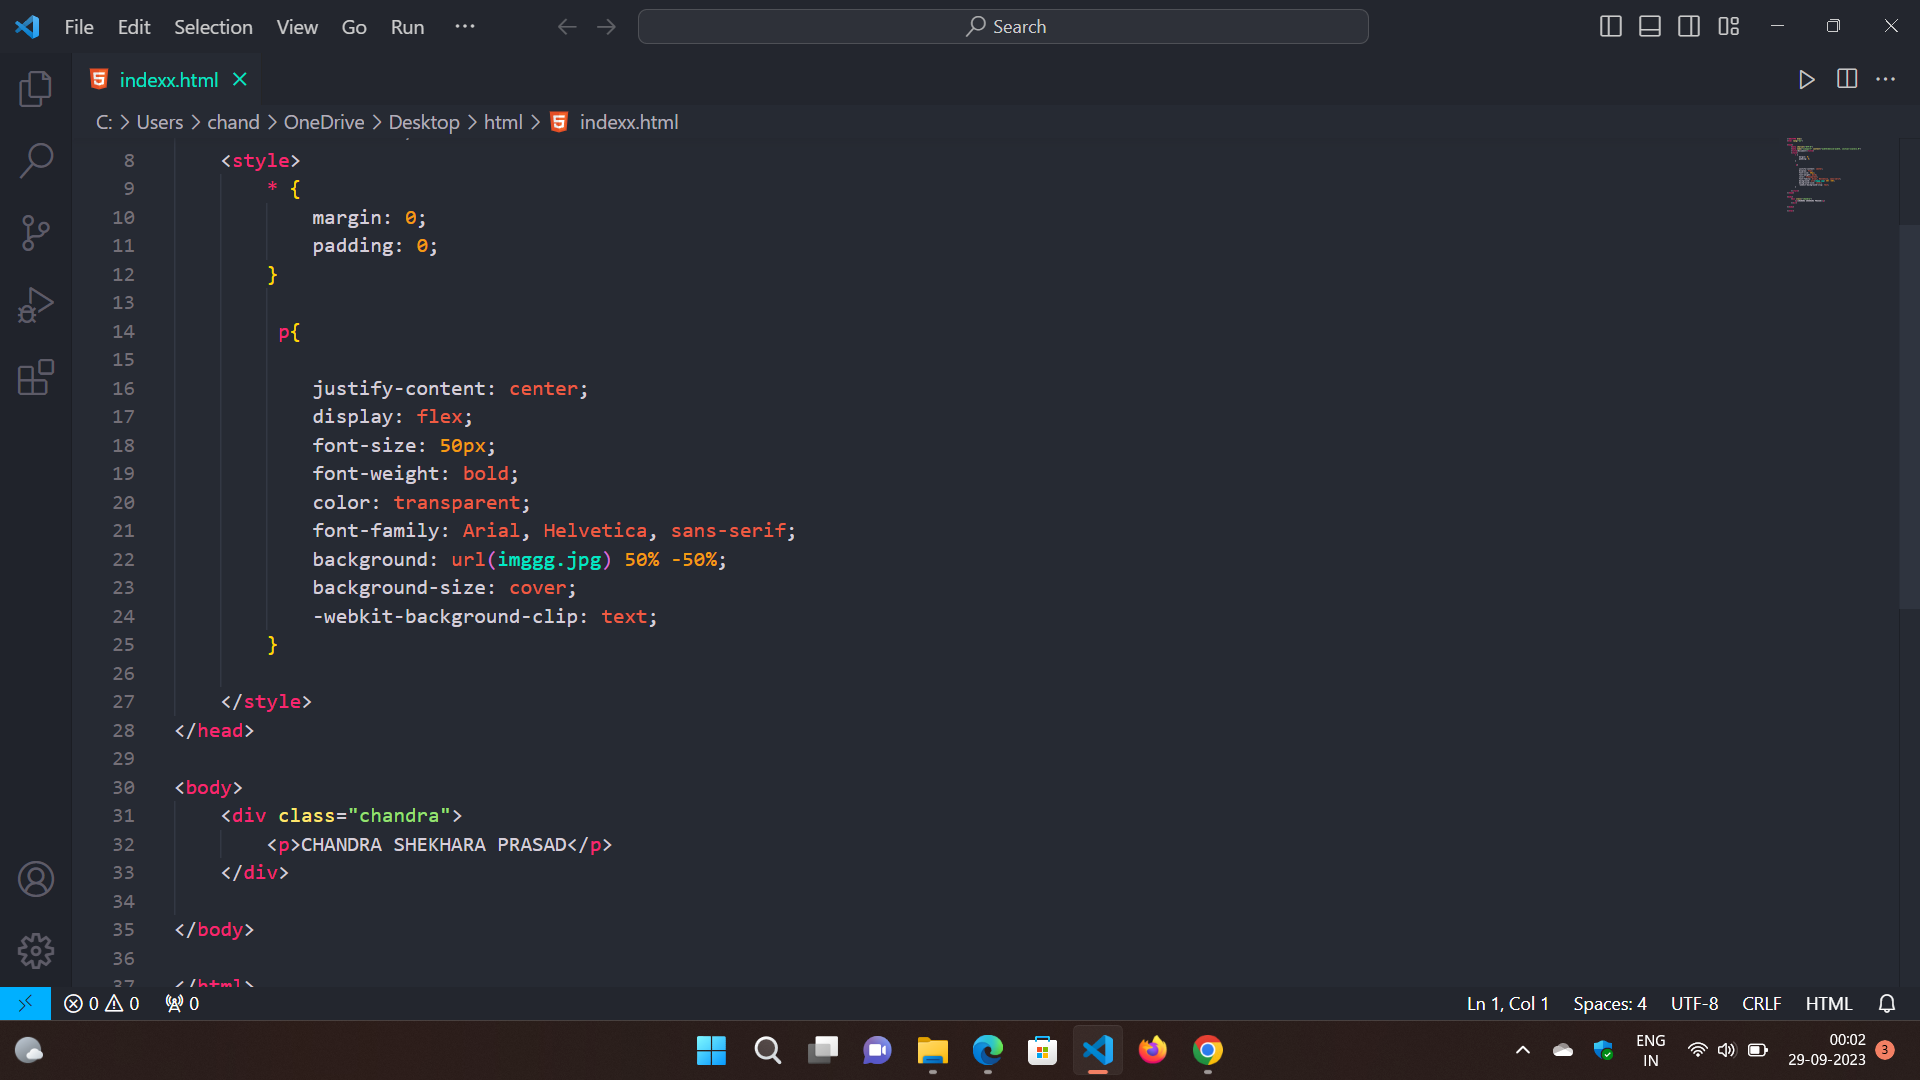 File Edit Selection View Go Run ··· Search
indexx.html
C: > Users > chand > OneDrive > Desktop > html > indexx.html
8 <style>
9 * {
10 margin: 0;
11 padding: 0;
12 }
13
14 p{
15
16 justify-content: center;
17 display: flex;
18 font-size: 50px;
19 font-weight: bold;
20 color: transparent;
21 font-family: Arial, Helvetica, sans-serif;
22 background: url(imggg.jpg) 50% -50%;
23 background-size: cover;
24 -webkit-background-clip: text;
25 }
26
27 </style>
28 </head>
29
30 <body>
31 <div class="chandra">
32 <p>CHANDRA SHEKHARA PRASAD</p>
33 </div>
34
35 </body>
36
37 </html>
0 0 0 Ln 1, Col 1 Spaces: 4 UTF-8 CRLF HTML
ENG
IN
00:02
29-09-2023
3